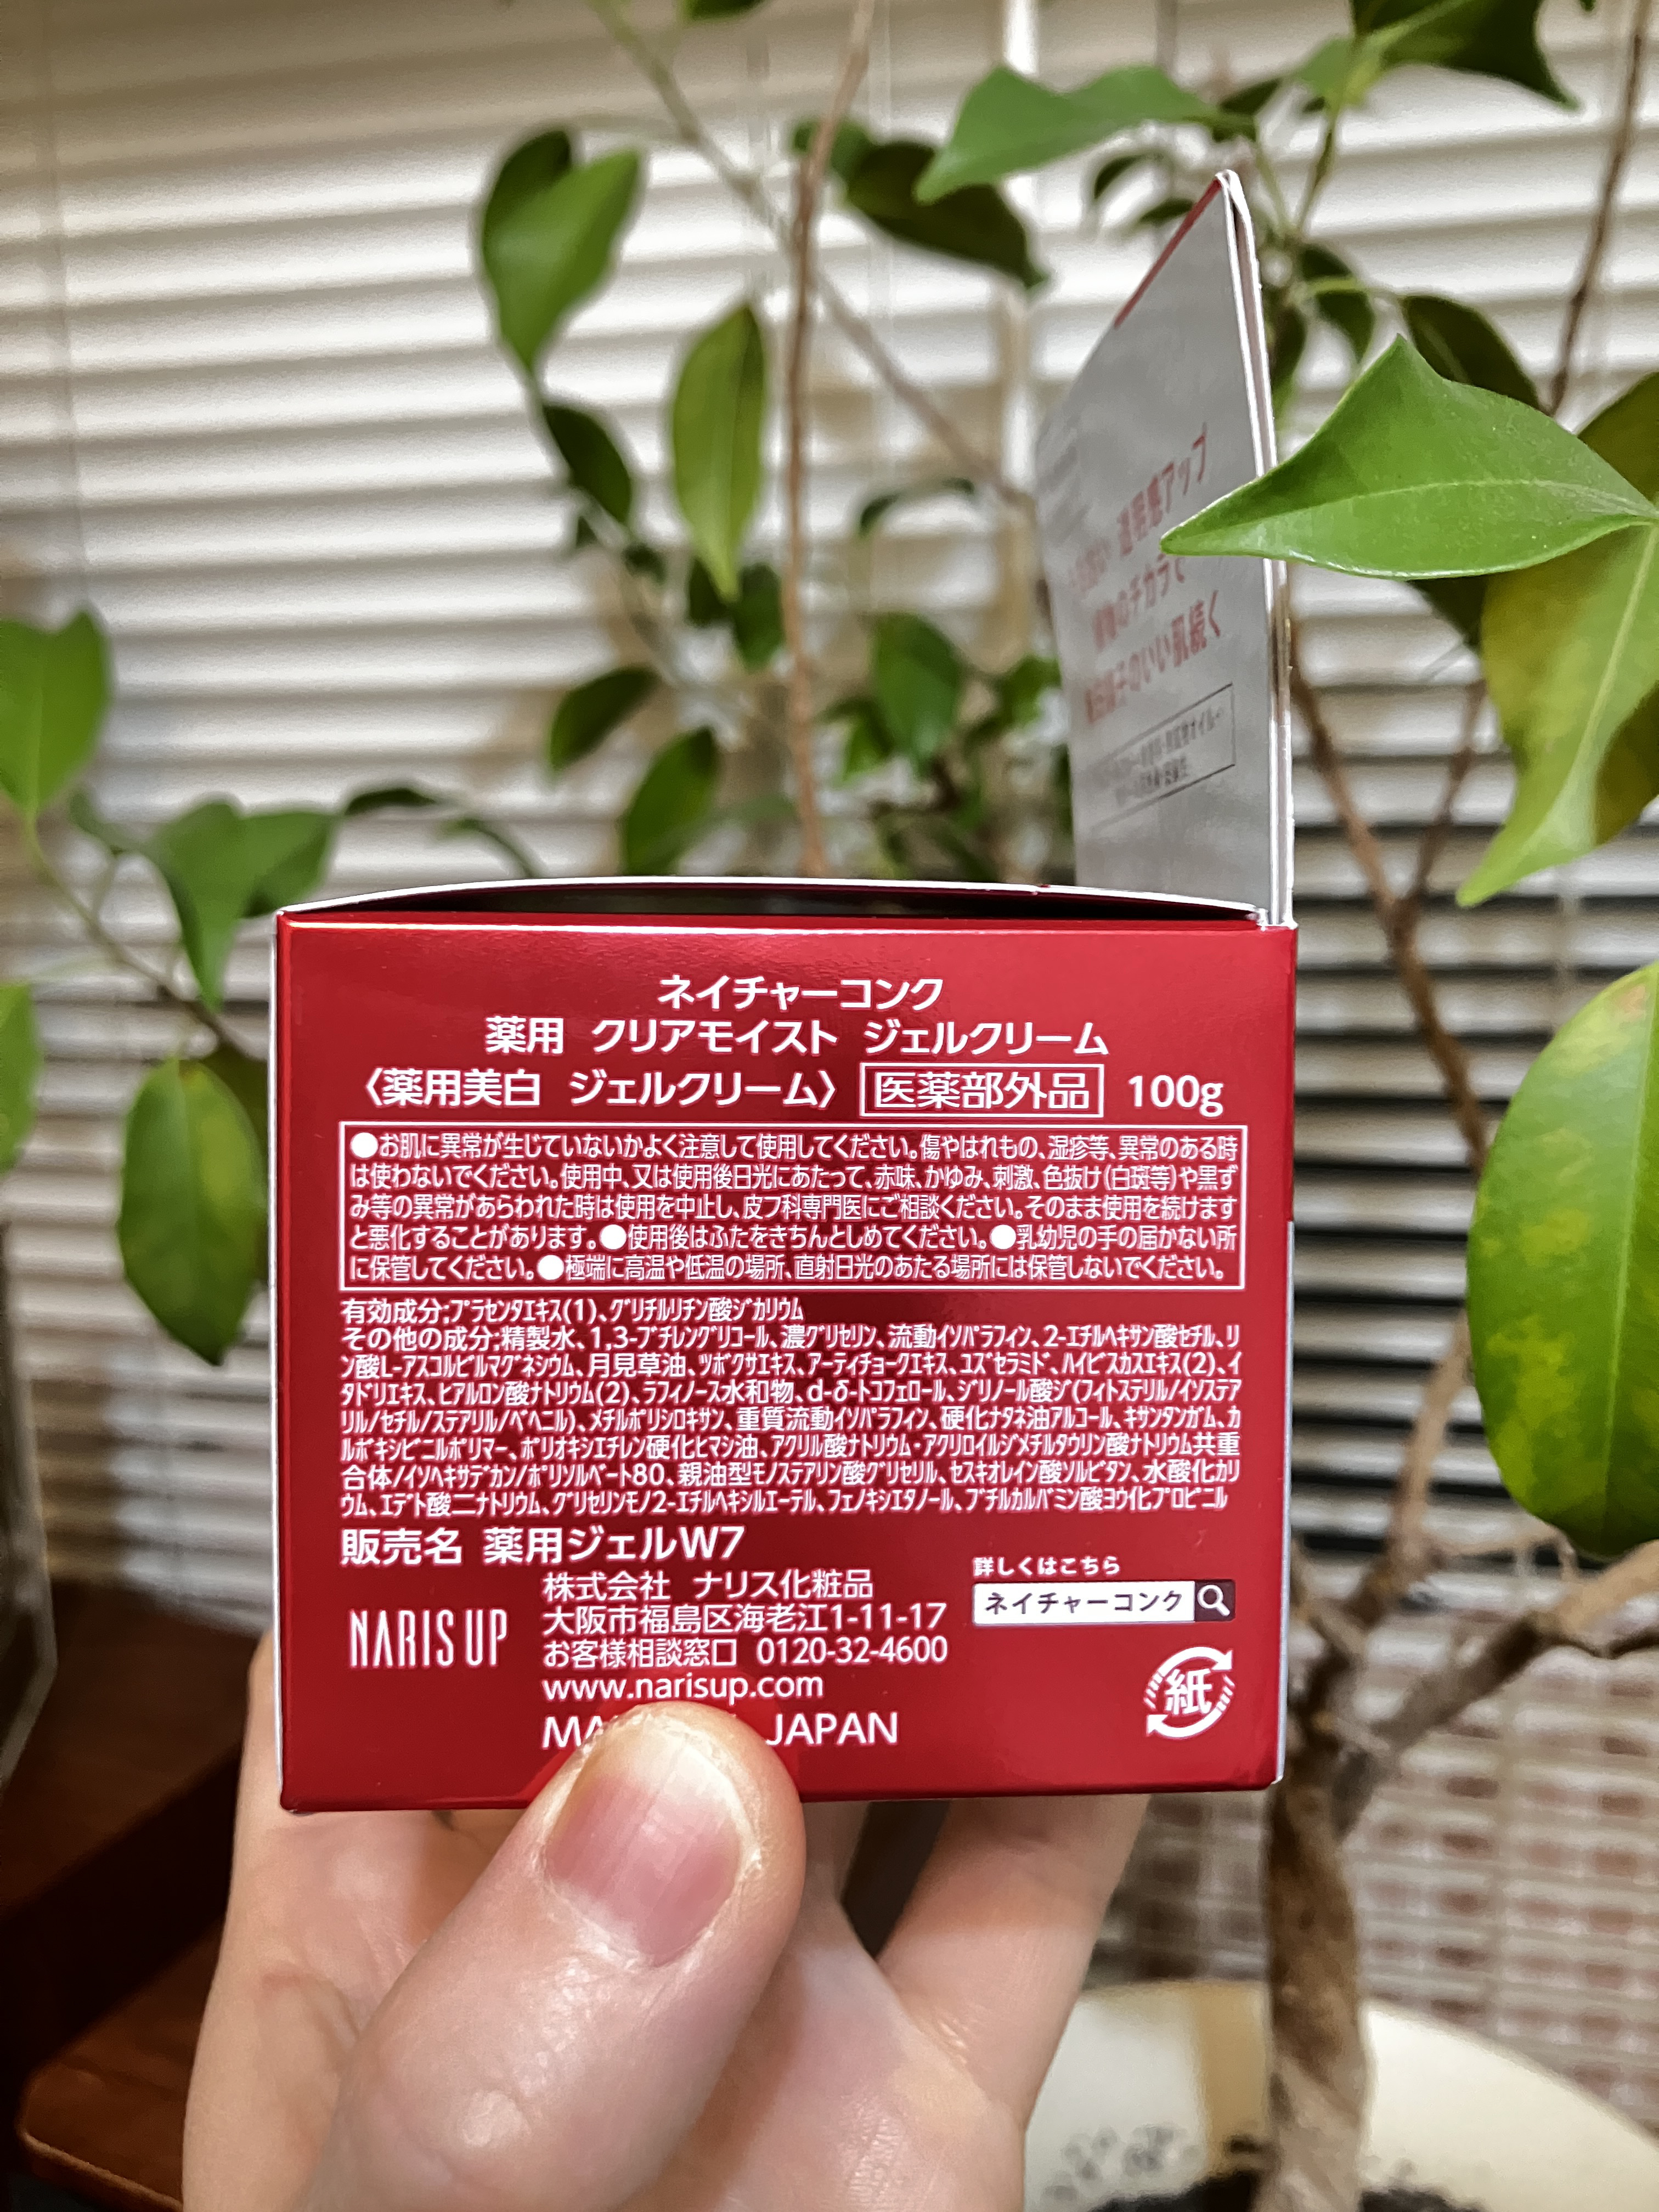 アップ
植物のチカラで
のいい肌続く
ネイチャーコンク
薬用 クリアモイスト ジェルクリーム
〈薬用美白 ジェルクリーム〉 医薬部外品 100g
●お肌に異常が生じていないかよく注意して使用してください。傷やはれもの、湿疹等、異常のある時
は使わないでください。使用中、又は使用後日光にあたって、赤味、かゆみ、刺激、色抜け(白斑等)や黒ず
み等の異常があらわれた時は使用を中止し、皮フ科専門医にご相談ください。そのまま使用を続けます
と悪化することがあります。●使用後はふたをきちんとしめてください。●乳幼児の手の届かない所
に保管してください。●極端に高温や低温の場所、直射日光のあたる場所には保管しないでください。
有効成分:プラセンタエキス(1)、グリチルリチン酸ジカリウム
その他の成分:精製水、1,3-ブチレングリコール、濃グリセリン、流動イソパラフィン、2-エチルヘキサン酸セチル、リ
ン酸L-アスコルビルマグネシウム、月見草油、ツボクサエキス、アーティチョークエキス、ユズセラミド、ハイビスカスエキス(2)、イ
タドリエキス、ヒアルロン酸ナトリウム(2)、ラフィノース水和物、d-δ-トコフェロール、ジリノール酸ジ(フィトステリル/イソステア
リル/セチル/ステアリル/ベヘニル)、メチルポリシロキサン、重質流動イソパラフィン、硬化ナタネ油アルコール、キサンタンガム、カ
ルボキシビニルポリマー、ポリオキシエチレン硬化ヒマシ油、アクリル酸ナトリウム・アクリロイルジメチルタウリン酸ナトリウム共重
合体/イソヘキサデカン/ポリソルベート80、親油型モノステアリン酸グリセリル、セスキオレイン酸ソルビタン、水酸化カリ
ウム、エデト酸二ナトリウム、グリセリンモノ2-エチルヘキシルエーテル、フェノキシエタノール、ブチルカルバミン酸ヨウ化プロピニル
販売名 薬用ジェルW7
詳しくはこちら
ネイチャーコンク
NARIS UP
株式会社 ナリス化粧品
大阪市福島区海老江1-11-17
お客様相談窓口 0120-32-4600
www.narisup.com
JAPAN
紙